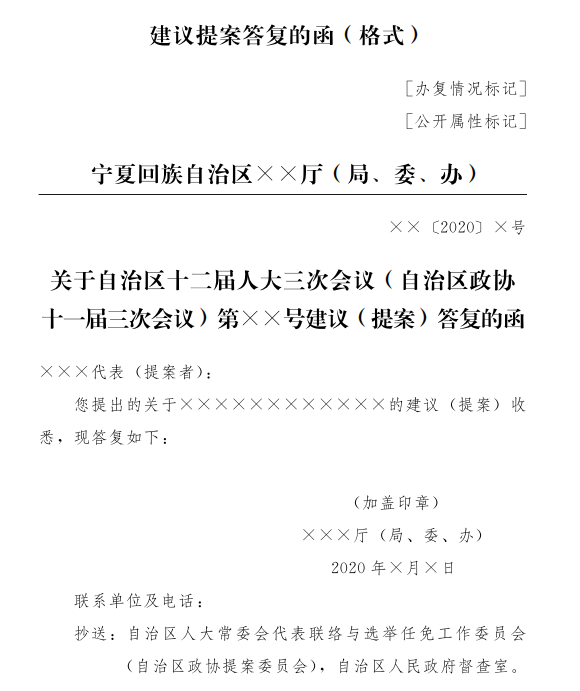 建议提案答复的函（格式）
[办复情况标记]
[公开属性标记]
宁夏回族自治区××厅（局、委、办）
××〔2020〕×号
关于自治区十二届人大三次会议（自治区政协
十一届三次会议）第××号建议（提案）答复的函
×××代表（提案者）：
您提出的关于××××××××××××的建议（提案）收
悉，现答复如下：
（加盖印章）
×××厅（局、委、办）
2020 年×月×日
联系单位及电话：
抄送：自治区人大常委会代表联络与选举任免工作委员会
（自治区政协提案委员会），自治区人民政府督查室。